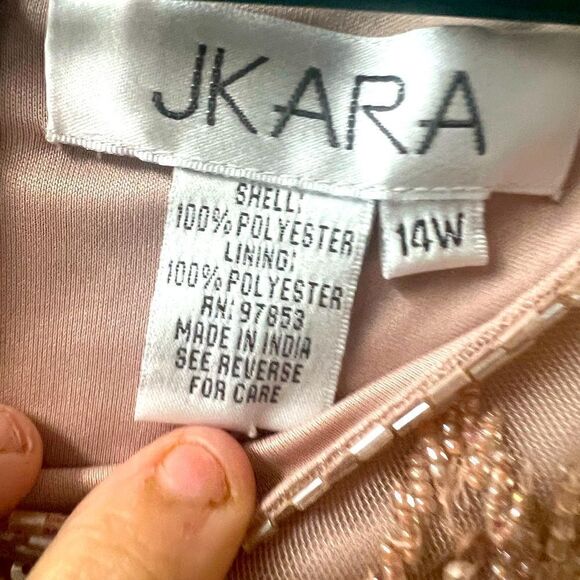 JKARA
SHELL:
100% POLYESTER
LINING:
100% POLYESTER
RN: 97853
MADE IN INDIA
SEE REVERSE
FOR CARE
14W